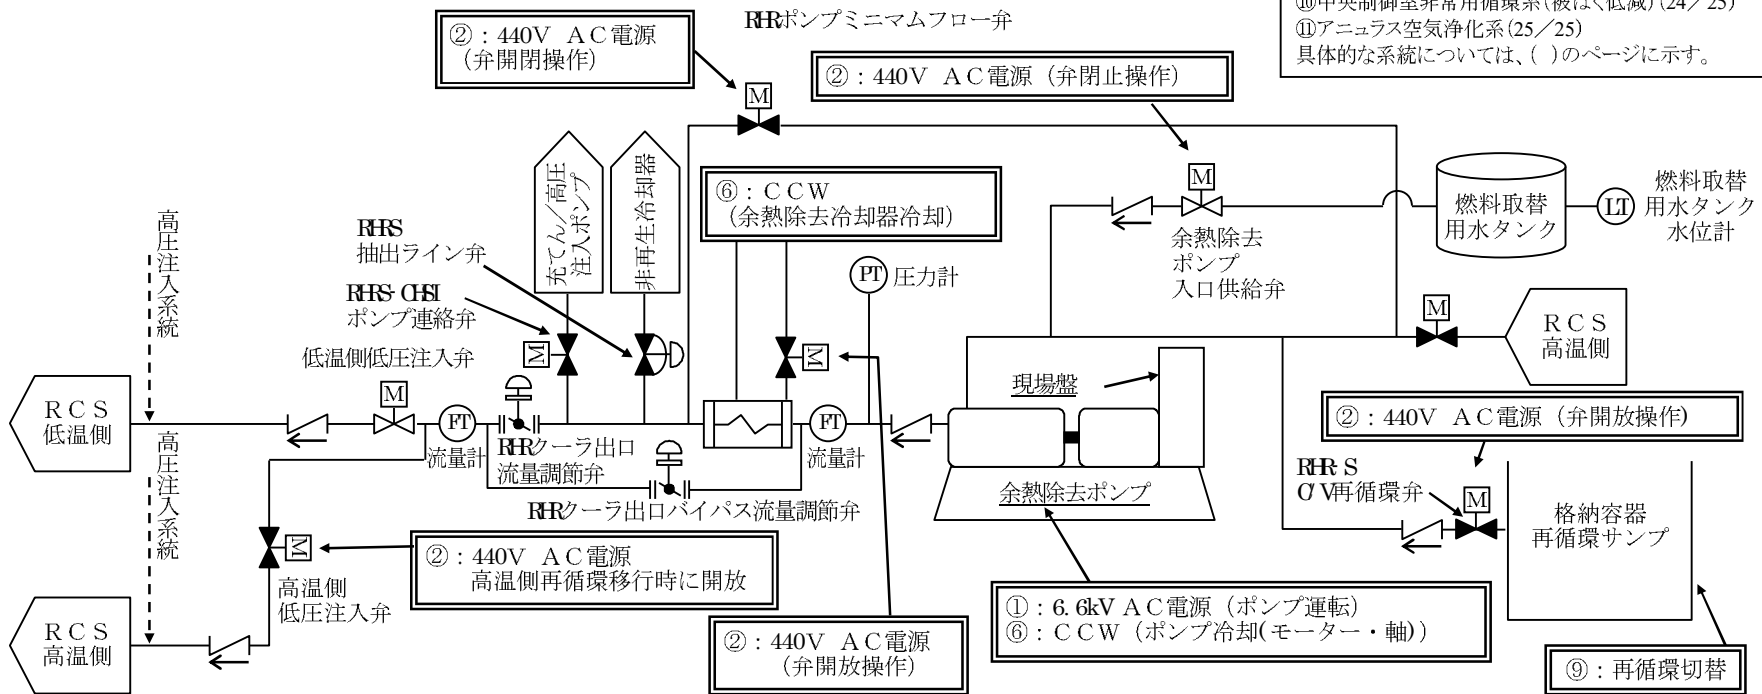 ⑩中央制御室非常用循環系(被ばく低減)(24/25)
⑪アニュラス空気浄化系(25/25)
具体的な系統については、( )のページに示す。
②:440V AC電源
(弁開閉操作)
RHRポンプミニマムフロー弁
②:440V AC電源(弁閉止操作)
M
M
充てん/高圧
注入ポンプ
非再生冷却器
⑥:CCW
(余熱除去冷却器冷却)
燃料取替
用水タンク
LT
燃料取替
用水タンク
水位計
余熱除去
ポンプ
入口供給弁
高圧注入系統
RHRS
抽出ライン弁
RHRS-CHSI
ポンプ連絡弁
PT
圧力計
M
RCS
高温側
低温側低圧注入弁
M
M
現場盤
M
RCS
低温側
FT
流量計
RHRクーラ出口
流量調節弁
FT
流量計
②:440V AC電源(弁開放操作)
高圧注入系統
RHRクーラ出口バイパス流量調節弁
余熱除去ポンプ
RHR-S
C/V再循環弁
M
格納容器
再循環サンプ
M
②:440V AC電源
高温側再循環移行時に開放
高温側
低圧注入弁
①:6.6kV AC電源(ポンプ運転)
⑥:CCW(ポンプ冷却(モーター・軸))
RCS
高温側
②:440V AC電源
(弁開放操作)
⑨:再循環切替